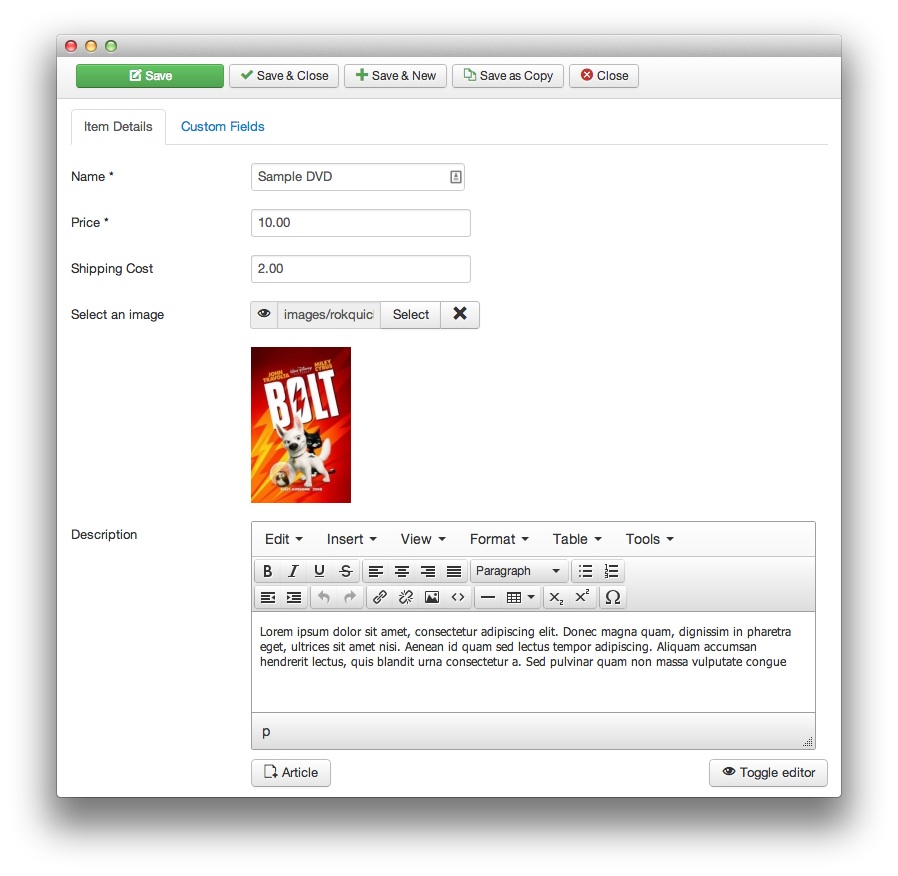 Save
Save & Close
Save & New
Save as Copy
Close
Item Details
Custom Fields
Name *
Sample DVD
Price *
10.00
Shipping Cost
2.00
Select an image
images/rokquic
Select
JOHN TRAVOLTA
MILEY CYRUS
BOLT
Description
Edit
Insert
View
Format
Table
Tools
B I U S
Paragraph
X₂ X² Ω
Lorem ipsum dolor sit amet, consectetur adipiscing elit. Donec magna quam, dignissim in pharetra
eget, ultrices sit amet nisi. Aenean id quam sed lectus tempor adipiscing. Aliquam accumsan
hendrerit lectus, quis blandit urna consectetur a. Sed pulvinar quam non massa vulputate congue
p
Article
Toggle editor